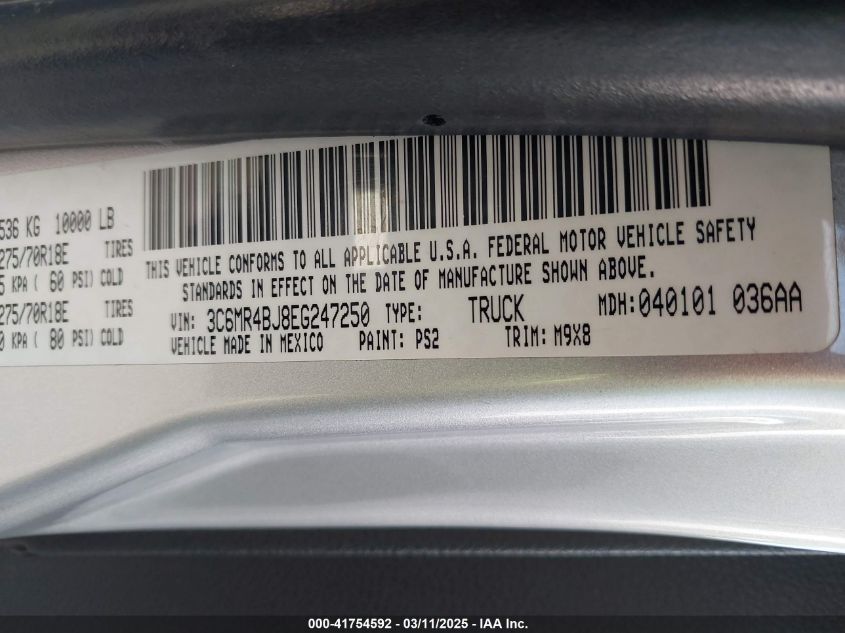 536 KG 10000 LB
275/70R18E TIRES
5 KPA ( 60 PSI) COLD
275/70R18E TIRES
0 KPA ( 80 PSI) COLD
THIS VEHICLE CONFORMS TO ALL APPLICABLE U.S.A. FEDERAL MOTOR VEHICLE SAFETY
STANDARDS IN EFFECT ON THE DATE OF MANUFACTURE SHOWN ABOVE.
VIN: 3C6MR4BJ8EG247250 TYPE: TRUCK MDH:040101 036AA
VEHICLE MADE IN MEXICO PAINT: PS2 TRIM: M9X8
000-41754592 — 03/11/2025 — IAA Inc.